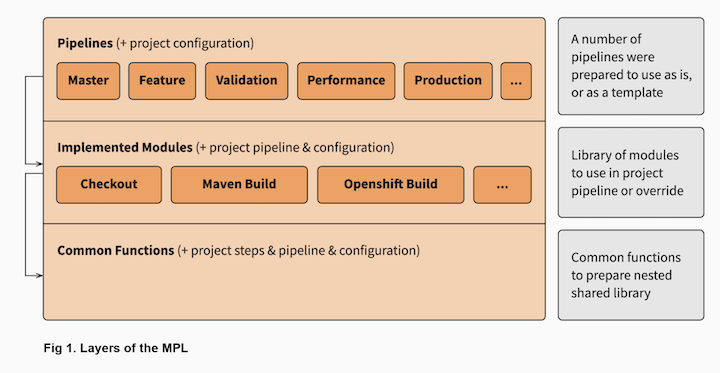 Pipelines (+ project configuration)
Master
Feature
Validation
Performance
Production
...
A number of
pipelines were
prepared to use as is,
or as a template
Implemented Modules (+ project pipeline & configuration)
Checkout
Maven Build
Openshift Build
...
Library of modules
to use in project
pipeline or override
Common Functions (+ project steps & pipeline & configuration)
Common functions
to prepare nested
shared library
Fig 1. Layers of the MPL